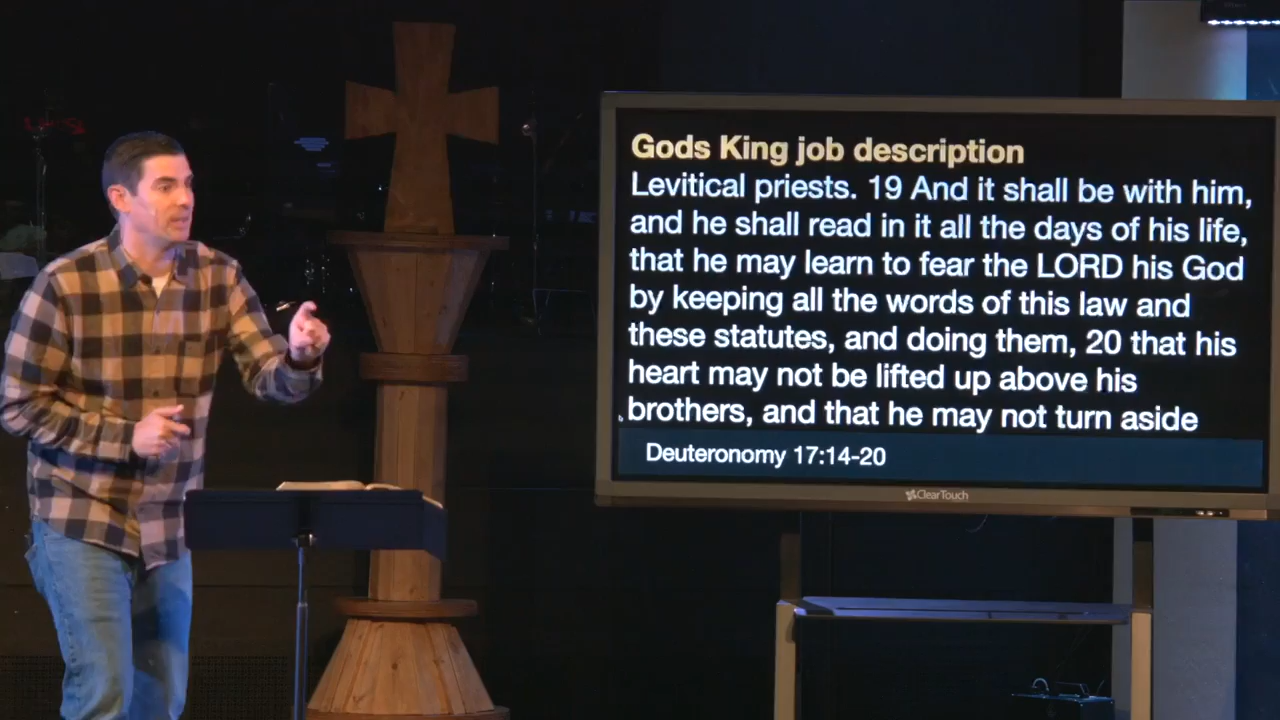 Gods King job description
Levitical priests. 19 And it shall be with him,
and he shall read in it all the days of his life,
that he may learn to fear the LORD his God
by keeping all the words of this law and
these statutes, and doing them, 20 that his
heart may not be lifted up above his
brothers, and that he may not turn aside
Deuteronomy 17:14-20
ClearTouch